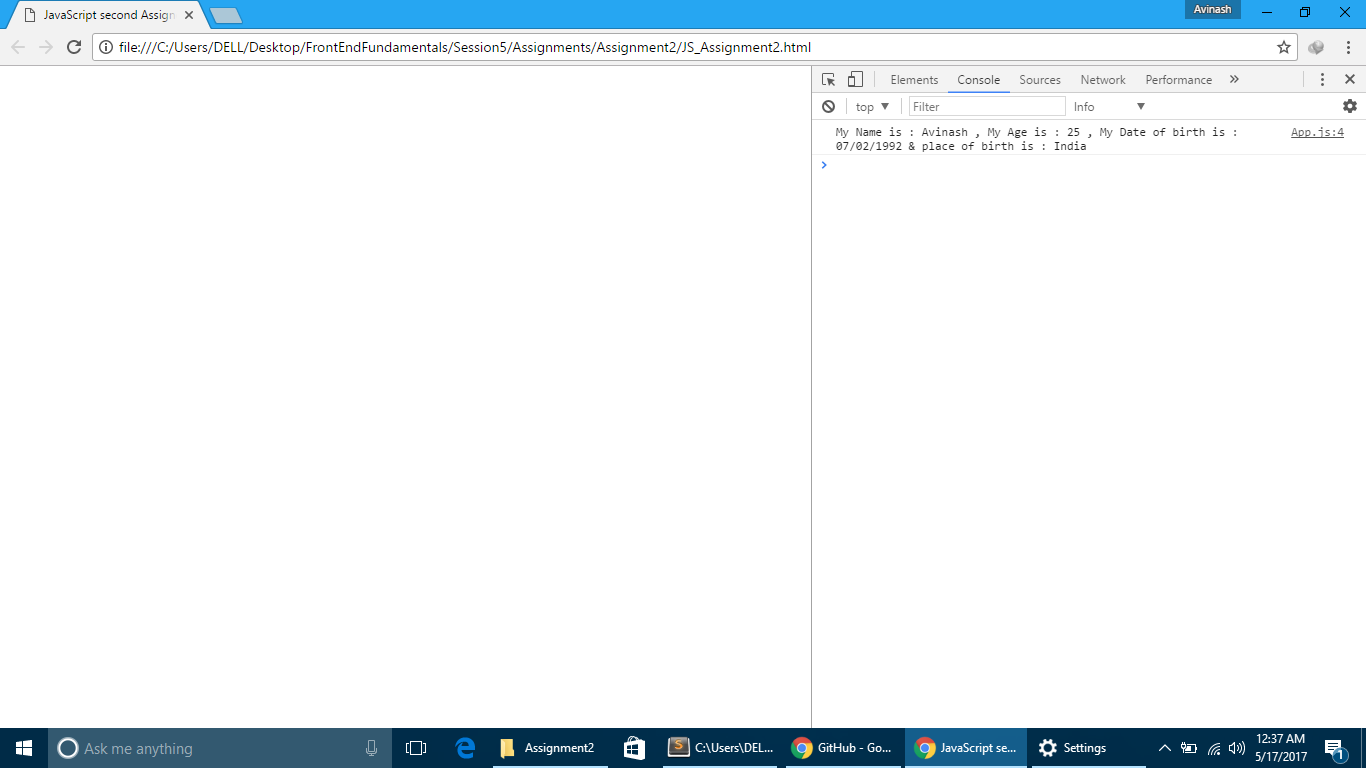 JavaScript second Assign
Avinash
file:///C:/Users/DELL/Desktop/FrontEndFundamentals/Session5/Assignments/Assignment2/JS_Assignment2.html
Elements Console Sources Network Performance »
top ▼ Filter Info ▼
My Name is : Avinash , My Age is : 25 , My Date of birth is : App.js:4
07/02/1992 & place of birth is : India
>
Ask me anything
Assignment2
C:\Users\DEL...
GitHub - Go...
JavaScript se...
Settings
12:37 AM
5/17/2017
1